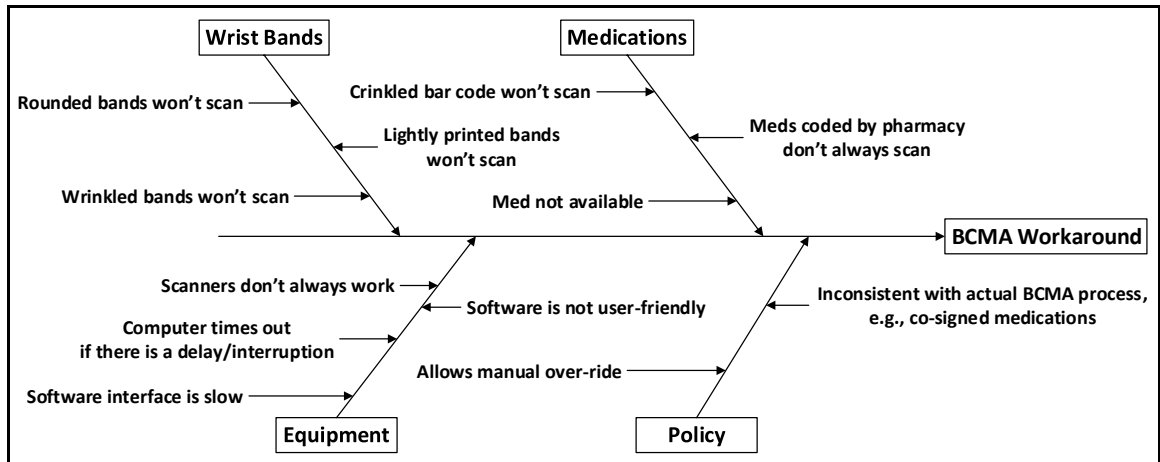 Wrist Bands
Medications
Rounded bands won’t scan
Crinkled bar code won’t scan
Lightly printed bands
won’t scan
Meds coded by pharmacy
don’t always scan
Wrinkled bands won’t scan
Med not available
BCMA Workaround
Scanners don’t always work
Software is not user-friendly
Inconsistent with actual BCMA process,
e.g., co-signed medications
Computer times out
if there is a delay/interruption
Allows manual over-ride
Software interface is slow
Equipment
Policy